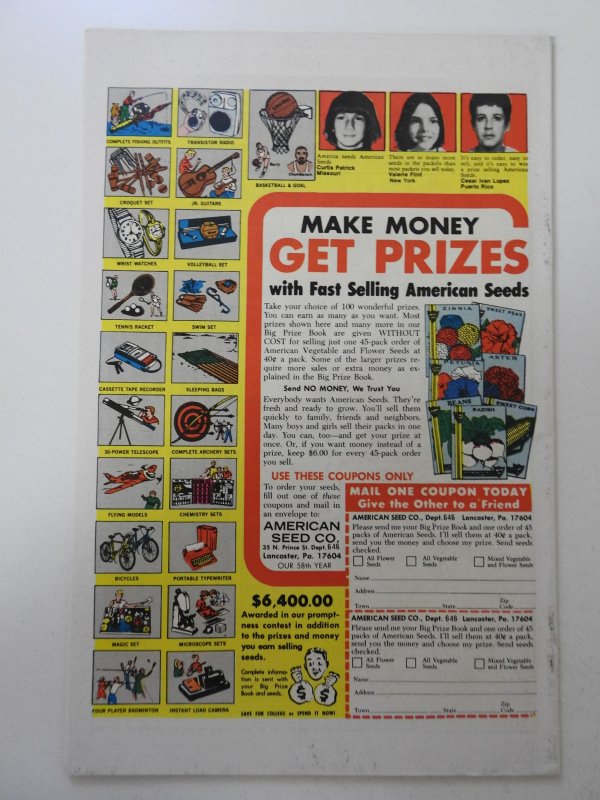 COMPLETE FISHING OUTFITS
TRANSISTOR RADIO
BASKETBALL & GOAL
CROQUET SET
JR. GUITARS
WRIST WATCHES
VOLLEYBALL SET
TENNIS RACKET
SWIM SET
CASSETTE TAPE RECORDER
SLEEPING BAGS
30-POWER TELESCOPE
COMPLETE ARCHERY SETS
FLYING MODELS
CHEMISTRY SETS
BICYCLES
PORTABLE TYPEWRITER
MAGIC SET
MICROSCOPE SETS
FOUR PLAYER BADMINTON
INSTANT LOAD CAMERA
America needs American
Seeds
Curtis Patrick
Missouri
There are so many more
seeds in the packets than
most packets you sell today.
Valerie Flint
New York
It's easy to order, easy to
sell, and it's easy to win
a prize selling American
Seeds.
Cesar Ivan Lopez
Puerto Rico
MAKE MONEY
GET PRIZES
with Fast Selling American Seeds
Take your choice of 100 wonderful prizes.
You can earn as many as you want. Most
prizes shown here and many more in our
Big Prize Book are given WITHOUT
COST for selling just one 45-pack order of
American Vegetable and Flower Seeds at
40¢ a pack. Some of the larger prizes re-
quire more sales or extra money as ex-
plained in the Big Prize Book.
Send NO MONEY, We Trust You
Everybody wants American Seeds. They're
fresh and ready to grow. You'll sell them
quickly to family, friends and neighbors.
Many boys and girls sell their packs in one
day. You can, too—and get your prize at
once. Or, if you want money instead of a
prize, keep $6.00 for every 45-pack order
you sell.
ZINNIA
SWEET PEAS
ASTER
BEANS
RADISH
SWEET CORN
USE THESE COUPONS ONLY
To order your seeds,
fill out one of these
coupons and mail in
an envelope to:
AMERICAN
SEED CO.
35 N. Prince St. Dept. 646
Lancaster, Pa. 17604
OUR 58th YEAR
MAIL ONE COUPON TODAY
Give the Other to a Friend
AMERICAN SEED CO., Dept. 646 Lancaster, Pa. 17604
Please send me your Big Prize Book and one order of 45
packs of American Seeds. I'll sell them at 40¢ a pack,
send you the money and choose my prize. Send seeds
checked.
All Flower
Seeds
All Vegetable
Seeds
Mixed Vegetable
and Flower Seeds
Name
Address
Town State Zip Code
AMERICAN SEED CO., Dept. 646 Lancaster, Pa. 17604
Please send me your Big Prize Book and one order of 45
packs of American Seeds. I'll sell them at 40¢ a pack,
send you the money and choose my prize. Send seeds
checked.
All Flower
Seeds
All Vegetable
Seeds
Mixed Vegetable
and Flower Seeds
Name
Address
Town State Zip Code
$6,400.00
Awarded in our prompt-
ness contest in addition
to the prizes and money
you earn selling
seeds.
Complete informa-
tion is sent with
your Big Prize
Book and seeds.
SAVE FOR COLLEGE or SPEND IT NOW!